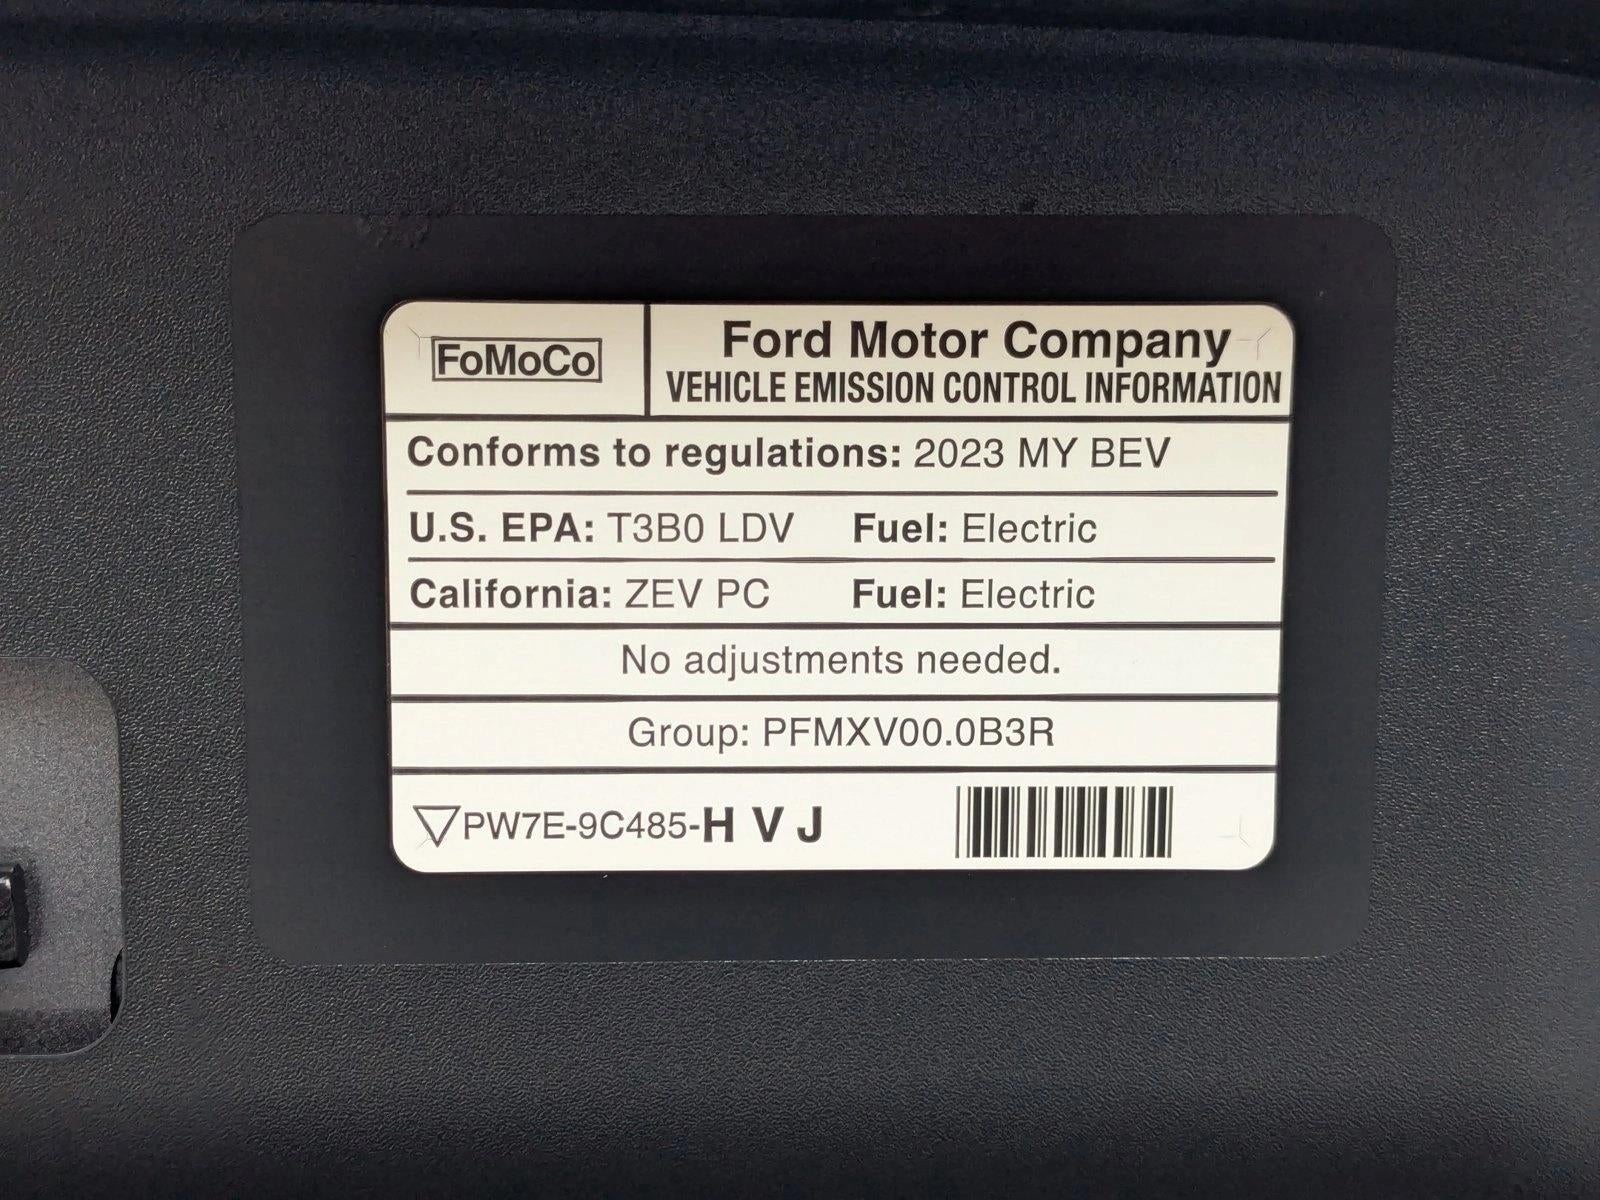 FoMoCo
Ford Motor Company
VEHICLE EMISSION CONTROL INFORMATION
Conforms to regulations: 2023 MY BEV
U.S. EPA: T3B0 LDV Fuel: Electric
California: ZEV PC Fuel: Electric
No adjustments needed.
Group: PFMXV00.0B3R
PW7E-9C485-H V J